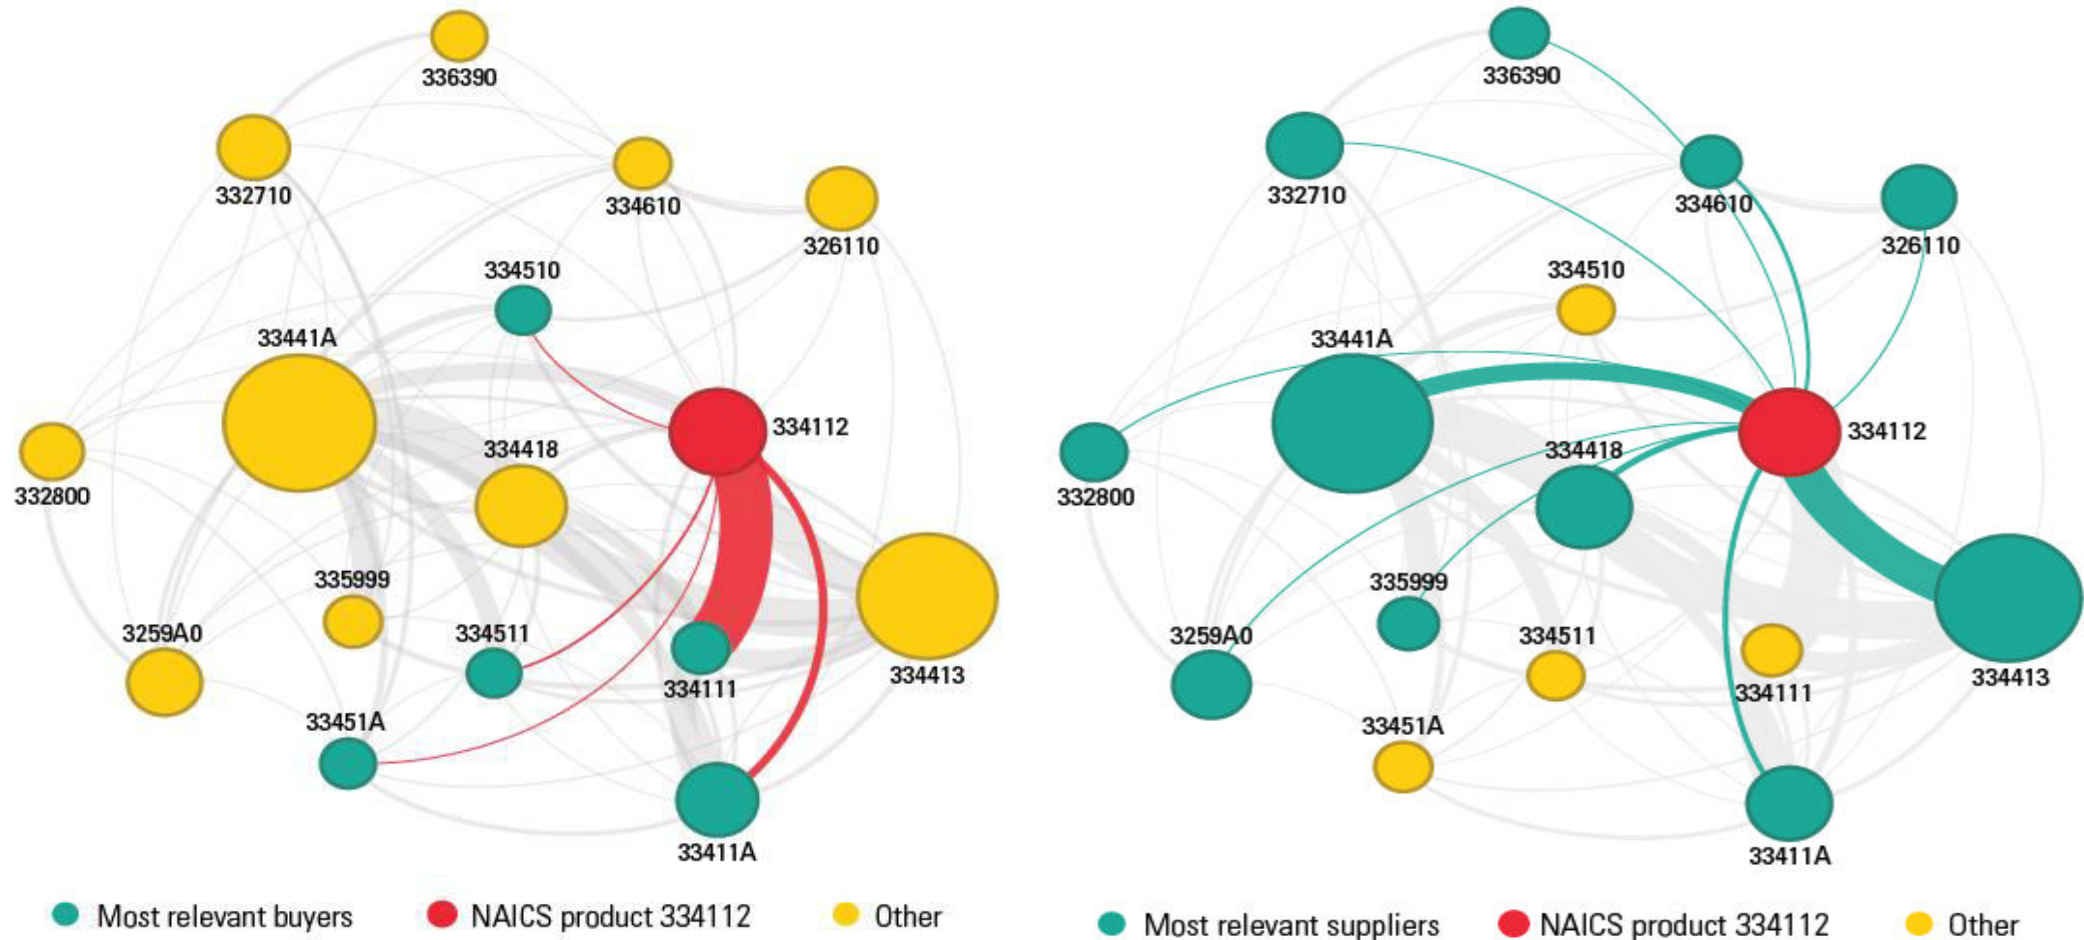 336390
332710
334610
326110
334510
33441A
334112
334418
332800
335999
3259A0
334511
334111
334413
33451A
33411A
Most relevant buyers
NAICS product 334112
Other
336390
332710
334610
326110
334510
33441A
334112
334418
332800
335999
3259A0
334511
334111
334413
33451A
33411A
Most relevant suppliers
NAICS product 334112
Other